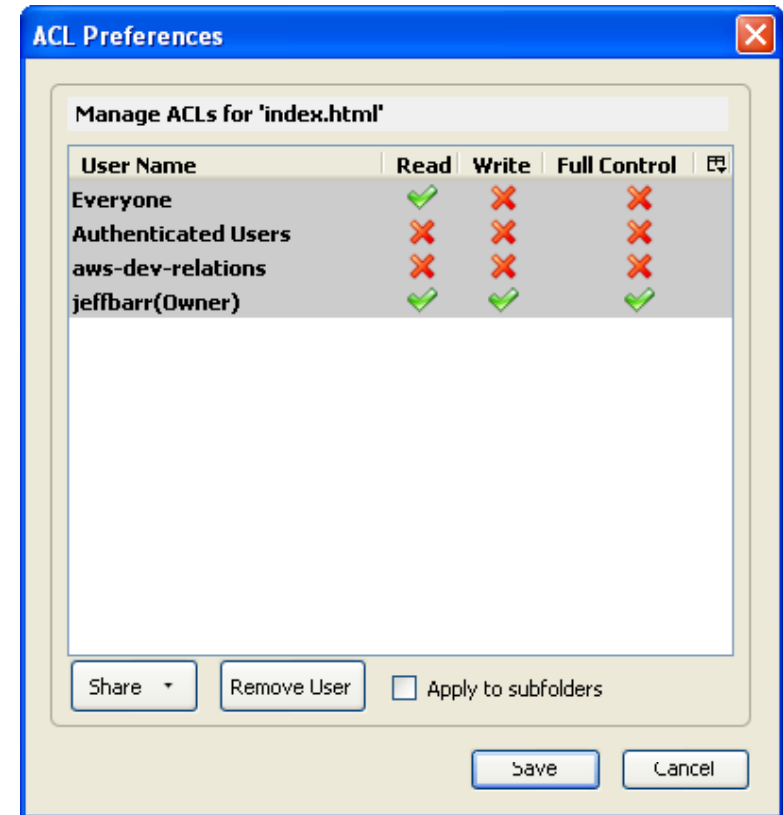 ACL Preferences
Manage ACLs for 'index.html'
User Name Read Write Full Control
Everyone
Authenticated Users
aws-dev-relations
jeffbarr(Owner)
Share Remove User Apply to subfolders
Save Cancel